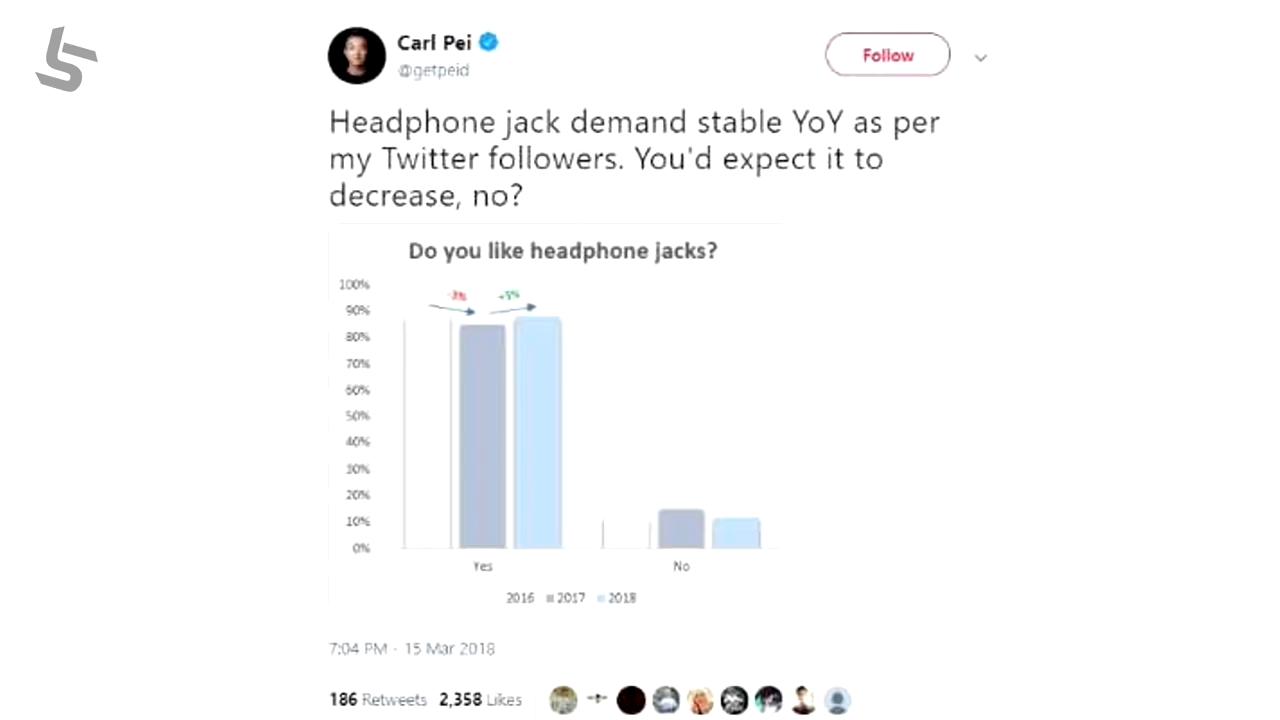 Carl Pei
@getpeid
Follow
Headphone jack demand stable YoY as per
my Twitter followers. You'd expect it to
decrease, no?
Do you like headphone jacks?
100%
90%
80%
70%
60%
50%
40%
30%
20%
10%
0%
-3%
Yes
No
2016 2017 2018
7:04 PM - 15 Mar 2018
186 Retweets 2,358 Likes